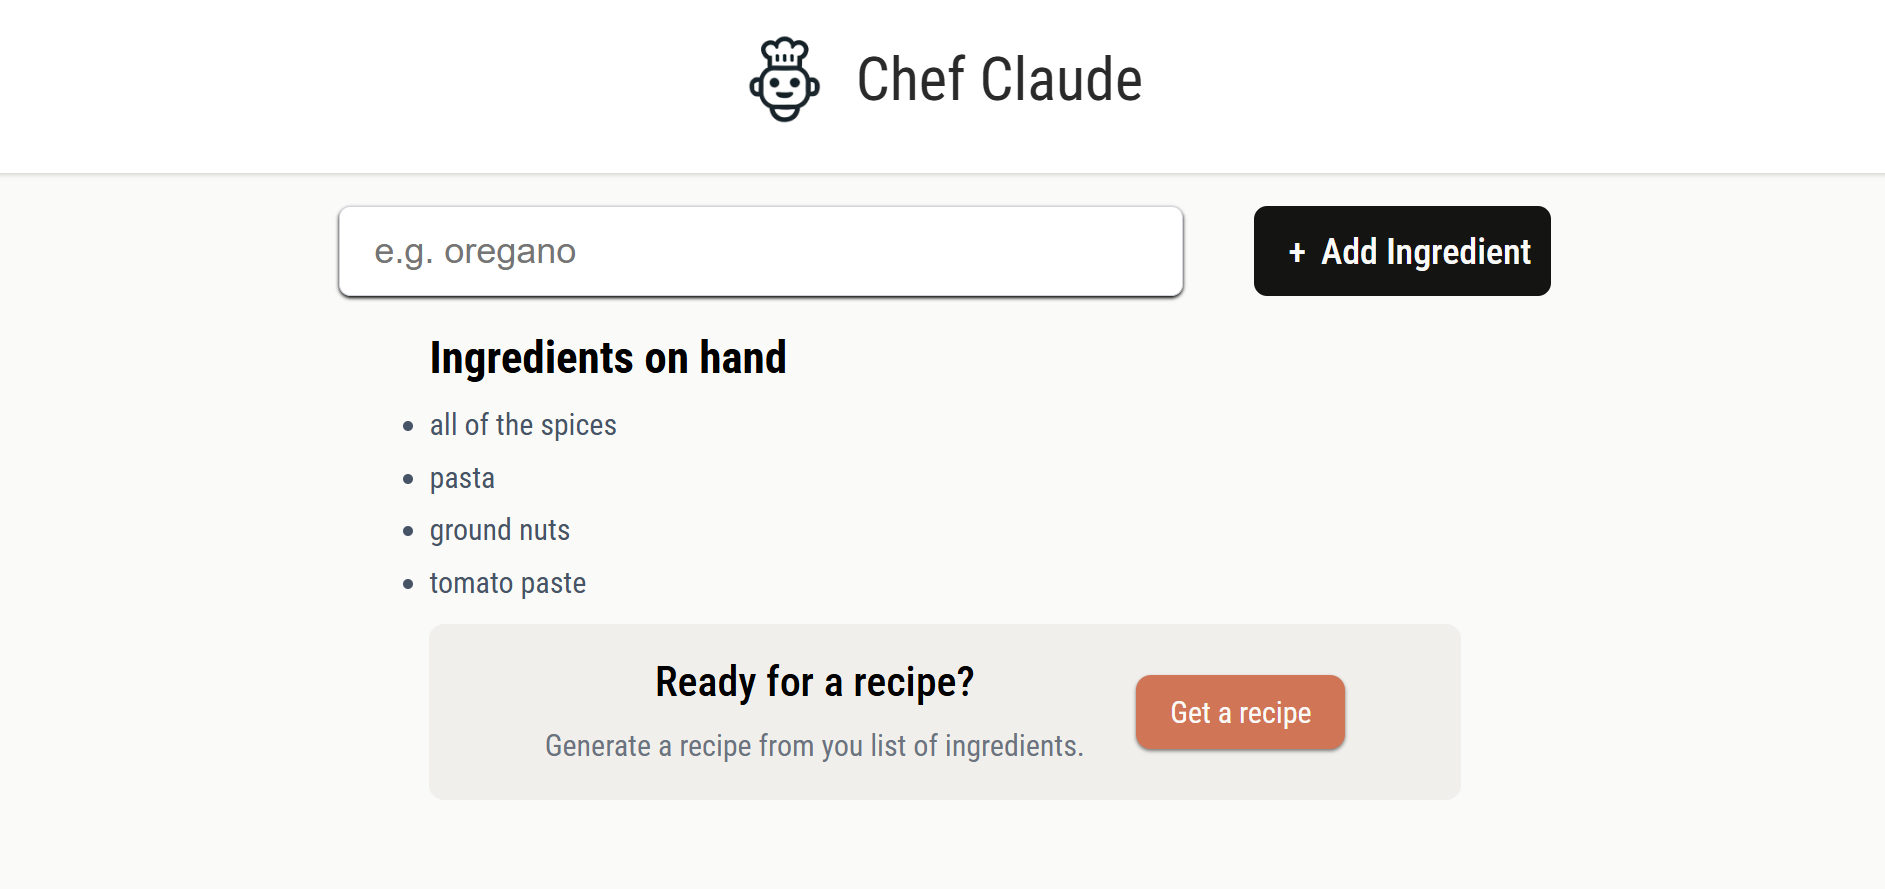 Chef Claude
e.g. oregano
+ Add Ingredient
Ingredients on hand
all of the spices
pasta
ground nuts
tomato paste
Ready for a recipe?
Generate a recipe from you list of ingredients.
Get a recipe